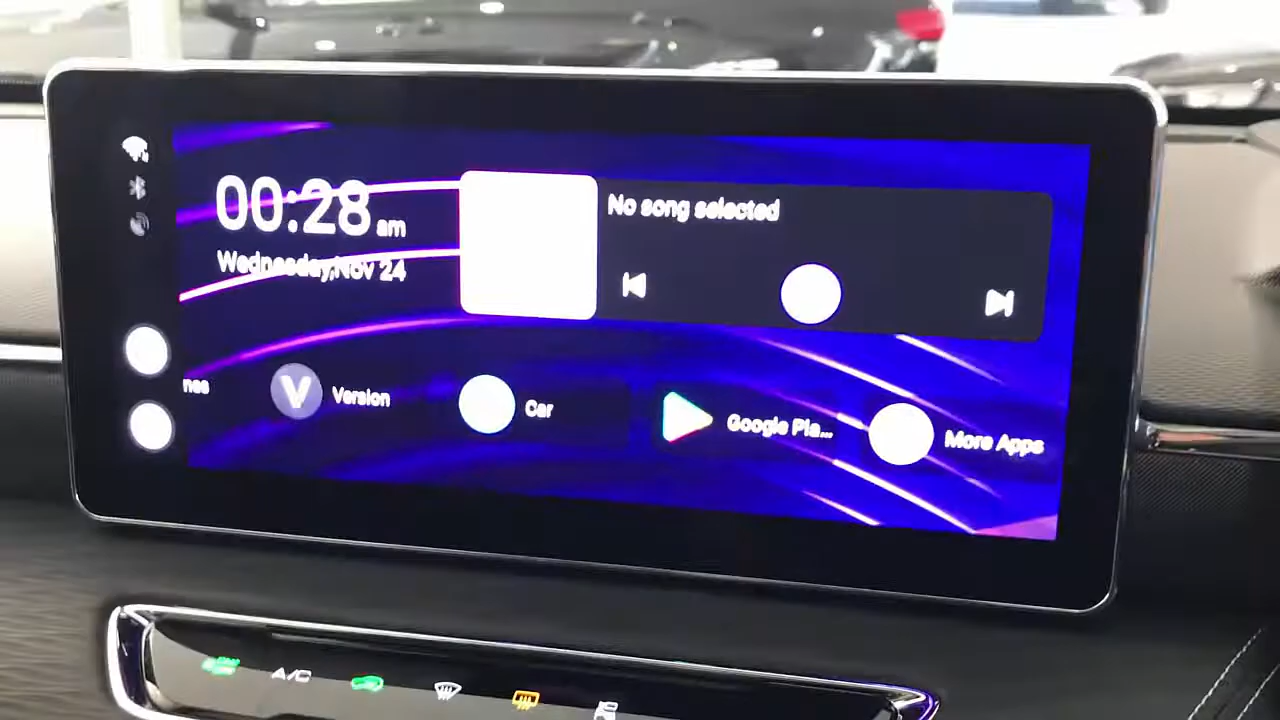 00:28 am
No song selected
Wednesday,Nov 24
nes
V Version
Car
Google Pla...
More Apps
A/C